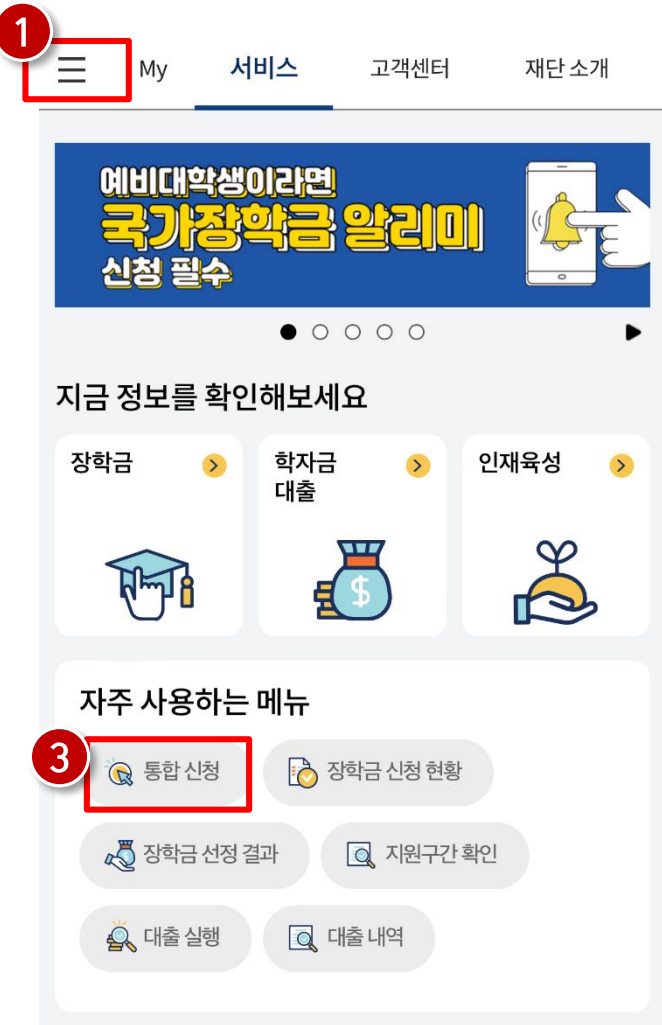 1
My 서비스 고객센터 재단 소개
예비대학생이라면
국가장학금 알리미
신청 필수
지금 정보를 확인해보세요
장학금
학자금
대출
인재육성
$
자주 사용하는 메뉴
3
통합 신청 장학금 신청 현황
장학금 선정 결과 지원구간 확인
대출 실행 대출 내역